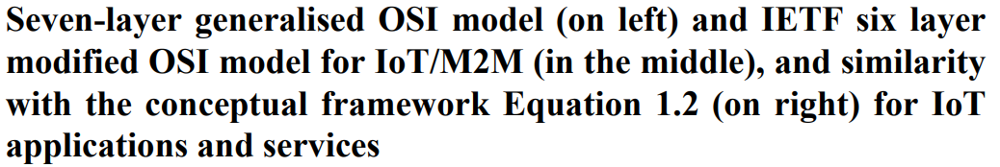 Seven-layer generalised OSI model (on left) and IETF six layer
modified OSI model for IoT/M2M (in the middle), and similarity
with the conceptual framework Equation 1.2 (on right) for IoT
applications and services